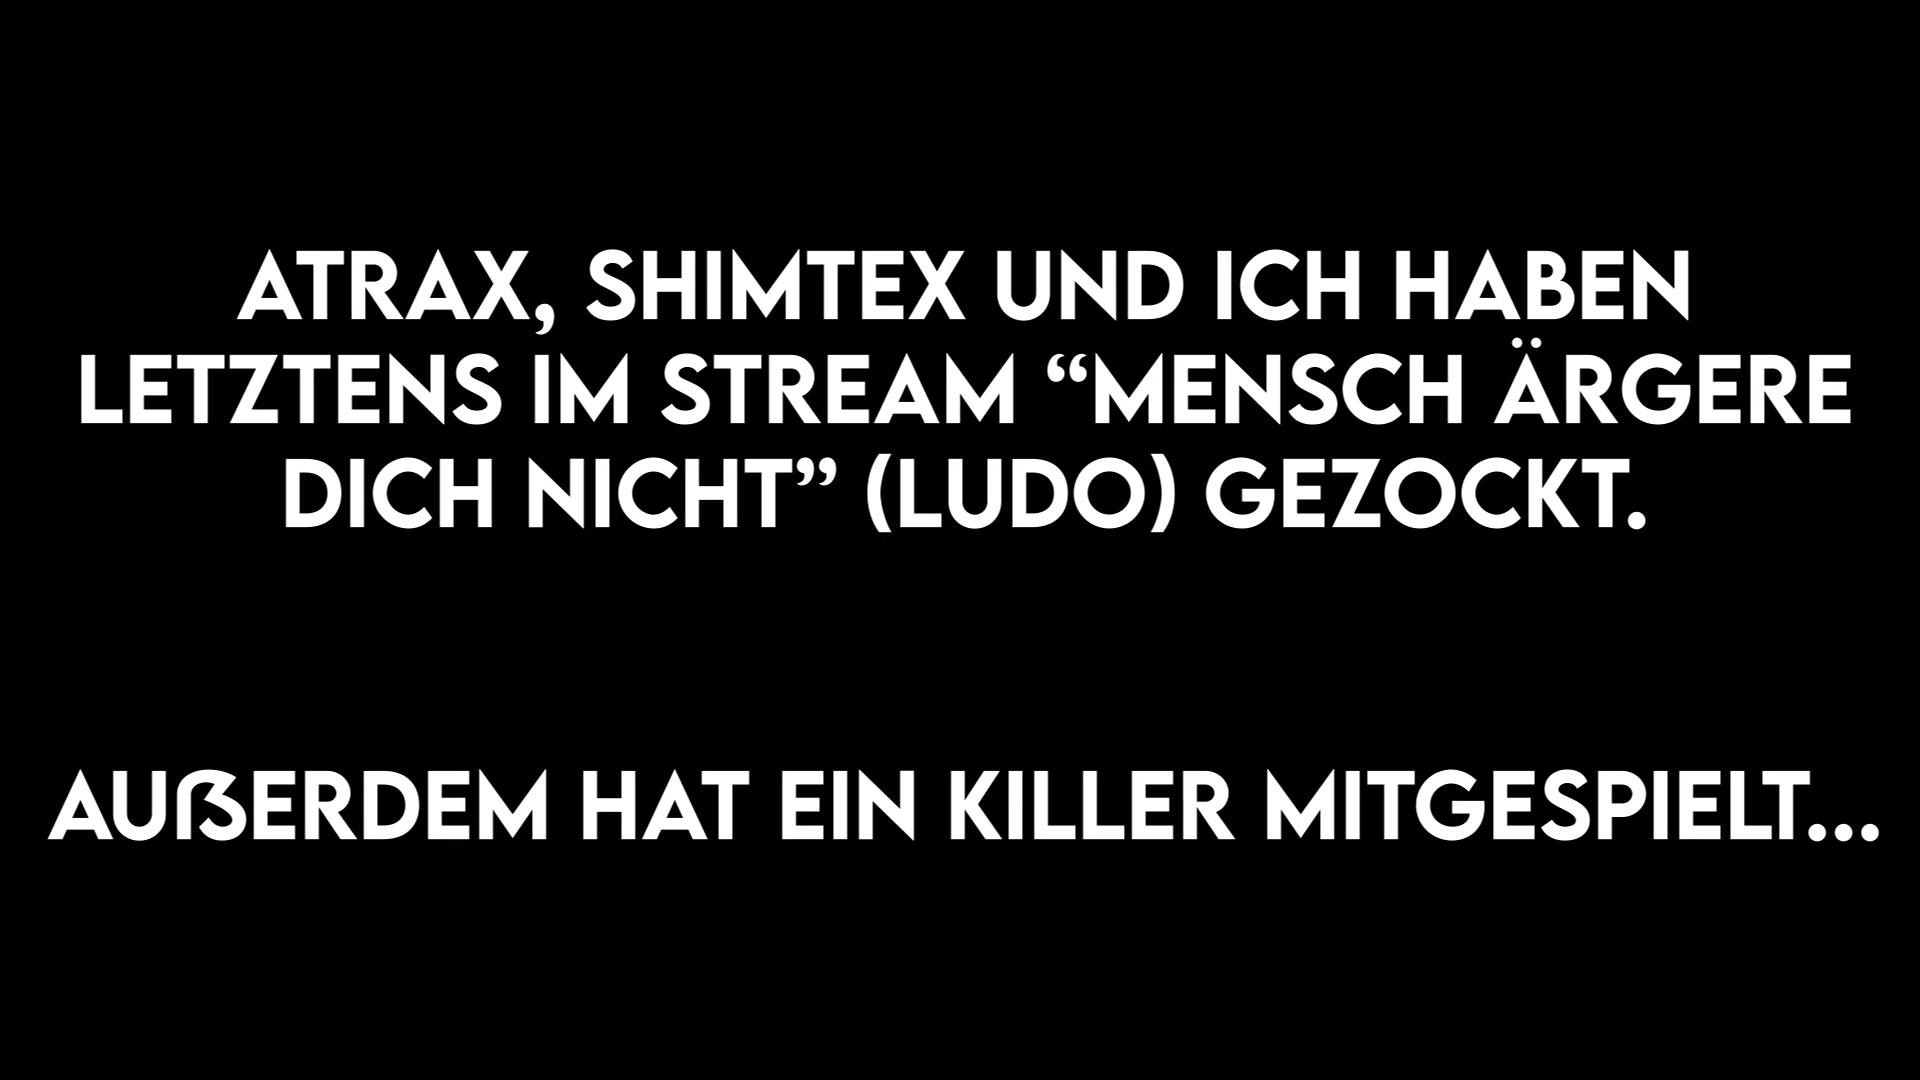 ATRAX, SHIMTEX UND ICH HABEN
LETZTENS IM STREAM “MENSCH ÄRGERE
DICH NICHT” (LUDO) GEZOCKT.
AUẞERDEM HAT EIN KILLER MITGESPIELT...